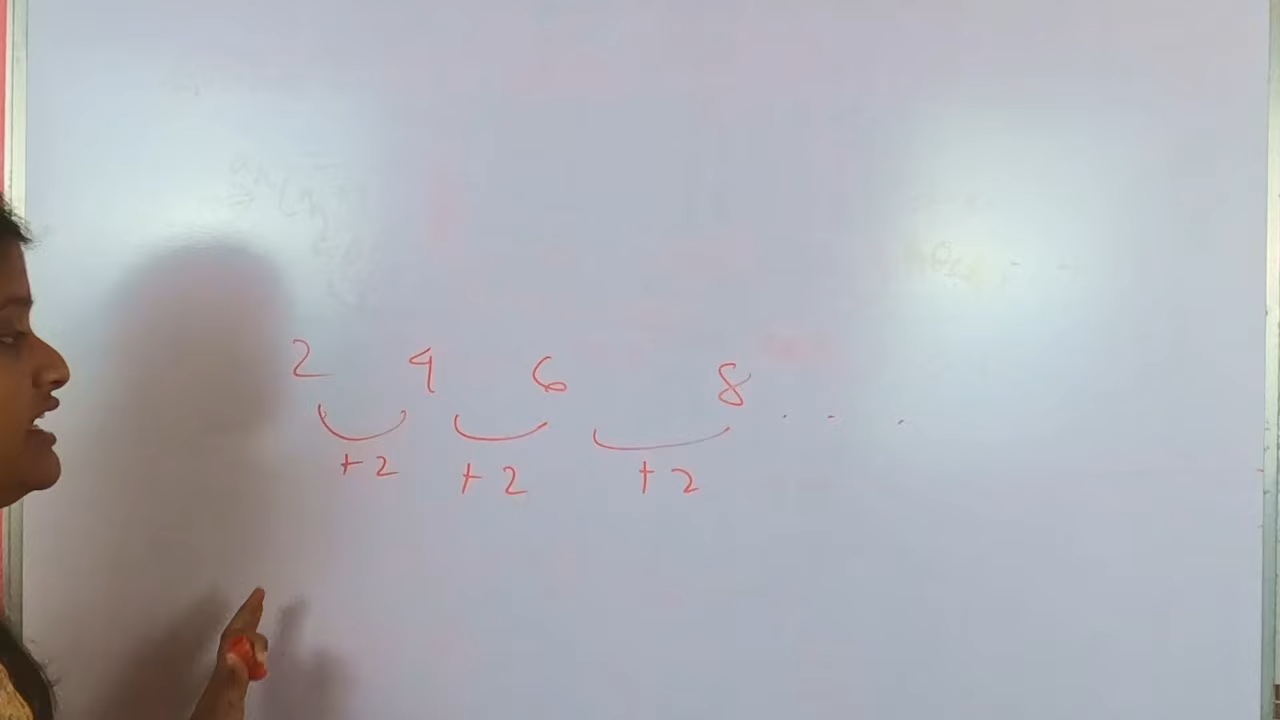 2 4 6 8 . . .
+2 +2 +2